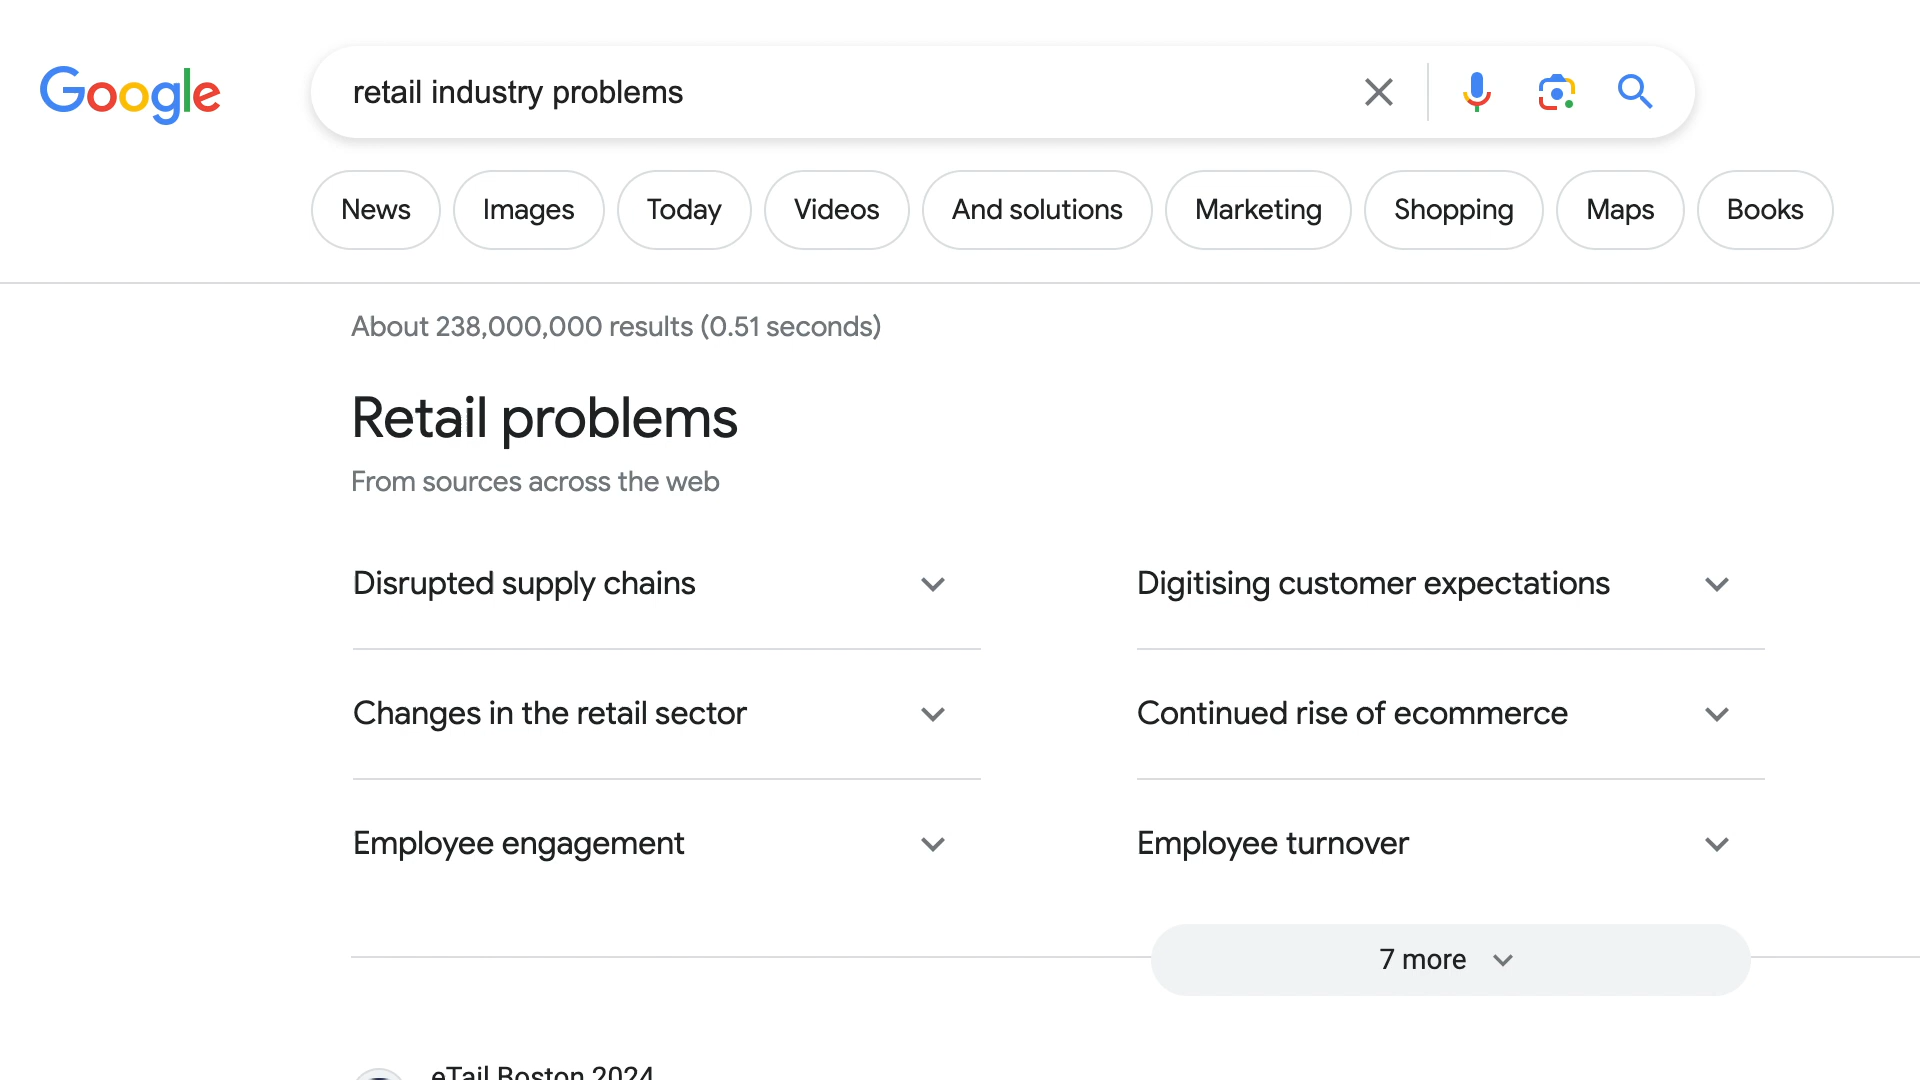 Google
retail industry problems
News Images Today Videos And solutions Marketing Shopping Maps Books
About 238,000,000 results (0.51 seconds)
Retail problems
From sources across the web
Disrupted supply chains
Digitising customer expectations
Changes in the retail sector
Continued rise of ecommerce
Employee engagement
Employee turnover
7 more
eTail Boston 2024